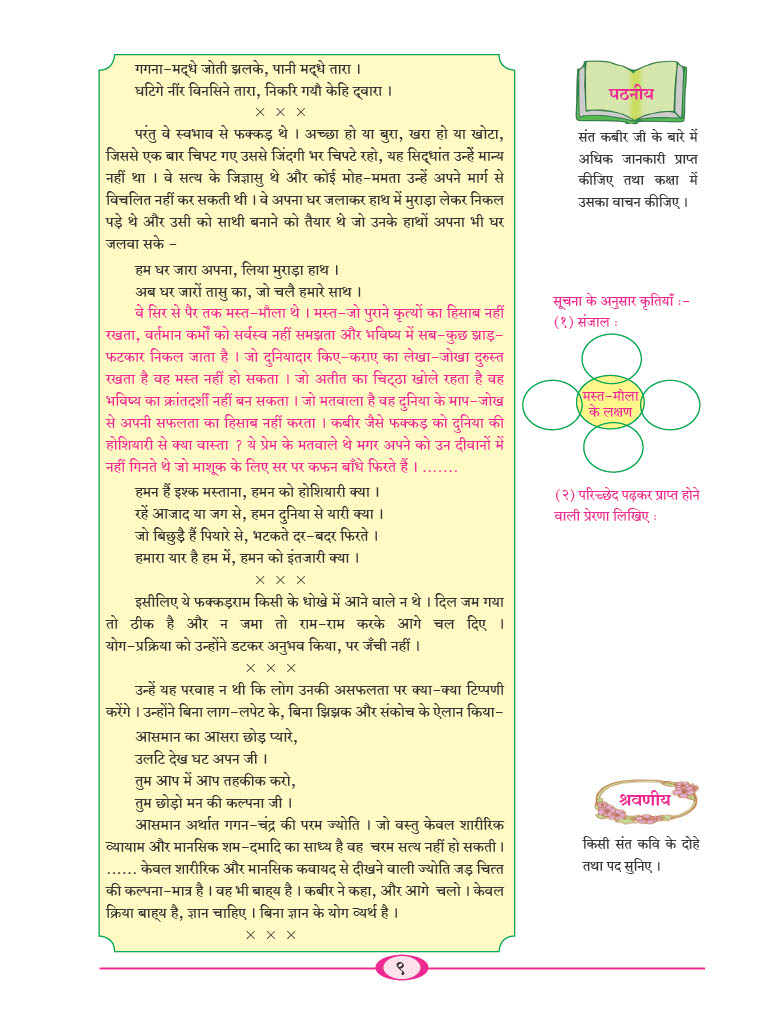 गगना-मद्धे जोती झलके, पानी मद्धे तारा ।
घटिगे नींर विनसिने तारा, निकरि गयौ केहि द्वारा ।
× × ×
परंतु वे स्वभाव से फक्कड़ थे । अच्छा हो या बुरा, खरा हो या खोटा,
जिससे एक बार चिपट गए उससे जिंदगी भर चिपटे रहो, यह सिद्धांत उन्हें मान्य
नहीं था । वे सत्य के जिज्ञासु थे और कोई मोह-ममता उन्हें अपने मार्ग से
विचलित नहीं कर सकती थी । वे अपना घर जलाकर हाथ में मुराड़ा लेकर निकल
पड़े थे और उसी को साथी बनाने को तैयार थे जो उनके हाथों अपना भी घर
जलवा सके -
हम घर जारा अपना, लिया मुराड़ा हाथ ।
अब घर जारों तासु का, जो चलै हमारे साथ ।
वे सिर से पैर तक मस्त-मौला थे । मस्त-जो पुराने कृत्यों का हिसाब नहीं
रखता, वर्तमान कर्मों को सर्वस्व नहीं समझता और भविष्य में सब-कुछ झाड़-
फटकार निकल जाता है । जो दुनियादार किए-कराए का लेखा-जोखा दुरुस्त
रखता है वह मस्त नहीं हो सकता । जो अतीत का चिट्ठा खोले रहता है वह
भविष्य का क्रांतदर्शी नहीं बन सकता । जो मतवाला है वह दुनिया के माप-जोख
से अपनी सफलता का हिसाब नहीं करता । कबीर जैसे फक्कड़ को दुनिया की
होशियारी से क्या वास्ता ? ये प्रेम के मतवाले थे मगर अपने को उन दीवानों में
नहीं गिनते थे जो माशूक के लिए सर पर कफन बाँधे फिरते हैं । .......
हमन हैं इश्क मस्ताना, हमन को होशियारी क्या ।
रहें आजाद या जग से, हमन दुनिया से यारी क्या ।
जो बिछुड़े हैं पियारे से, भटकते दर-बदर फिरते ।
हमारा यार है हम में, हमन को इंतजारी क्या ।
× × ×
इसीलिए ये फक्कड़राम किसी के धोखे में आने वाले न थे । दिल जम गया
तो ठीक है और न जमा तो राम-राम करके आगे चल दिए ।
योग-प्रक्रिया को उन्होंने डटकर अनुभव किया, पर जँची नहीं ।
× × ×
उन्हें यह परवाह न थी कि लोग उनकी असफलता पर क्या-क्या टिप्पणी
करेंगे । उन्होंने बिना लाग-लपेट के, बिना झिझक और संकोच के ऐलान किया-
आसमान का आसरा छोड़ प्यारे,
उलटि देख घट अपन जी ।
तुम आप में आप तहकीक करो,
तुम छोड़ो मन की कल्पना जी ।
आसमान अर्थात गगन-चंद्र की परम ज्योति । जो वस्तु केवल शारीरिक
व्यायाम और मानसिक शम-दमादि का साध्य है वह चरम सत्य नहीं हो सकती ।
...... केवल शारीरिक और मानसिक कवायद से दीखने वाली ज्योति जड़ चित्त
की कल्पना-मात्र है । वह भी बाह्य है । कबीर ने कहा, और आगे चलो । केवल
क्रिया बाह्य है, ज्ञान चाहिए । बिना ज्ञान के योग व्यर्थ है ।
× × ×
पठनीय
संत कबीर जी के बारे में
अधिक जानकारी प्राप्त
कीजिए तथा कक्षा में
उसका वाचन कीजिए ।
सूचना के अनुसार कृतियाँ :-
(१) संजाल :
मस्त-मौला
के लक्षण
(२) परिच्छेद पढ़कर प्राप्त होने
वाली प्रेरणा लिखिए :
श्रवणीय
किसी संत कवि के दोहे
तथा पद सुनिए ।
९